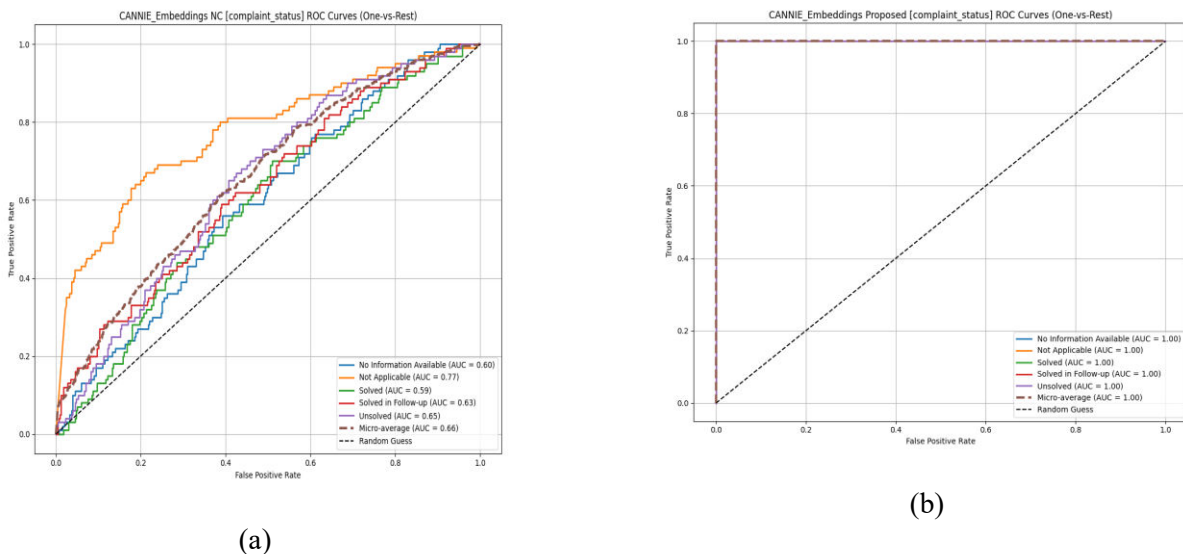 CANNIE_Embeddings NC [complaint_status] ROC Curves (One-vs-Rest)
1.0
0.8
0.6
0.4
0.2
0.0
True Positive Rate
No Information Available (AUC = 0.60)
Not Applicable (AUC = 0.77)
Solved (AUC = 0.59)
Solved in Follow-up (AUC = 0.63)
Unsolved (AUC = 0.65)
Micro-average (AUC = 0.66)
Random Guess
0.0 0.2 0.4 0.6 0.8 1.0
False Positive Rate
(a)
CANNIE_Embeddings Proposed [complaint_status] ROC Curves (One-vs-Rest)
1.0
0.8
0.6
0.4
0.2
0.0
True Positive Rate
No Information Available (AUC = 1.00)
Not Applicable (AUC = 1.00)
Solved (AUC = 1.00)
Solved in Follow-up (AUC = 1.00)
Unsolved (AUC = 1.00)
Micro-average (AUC = 1.00)
Random Guess
0.0 0.2 0.4 0.6 0.8 1.0
False Positive Rate
(b)